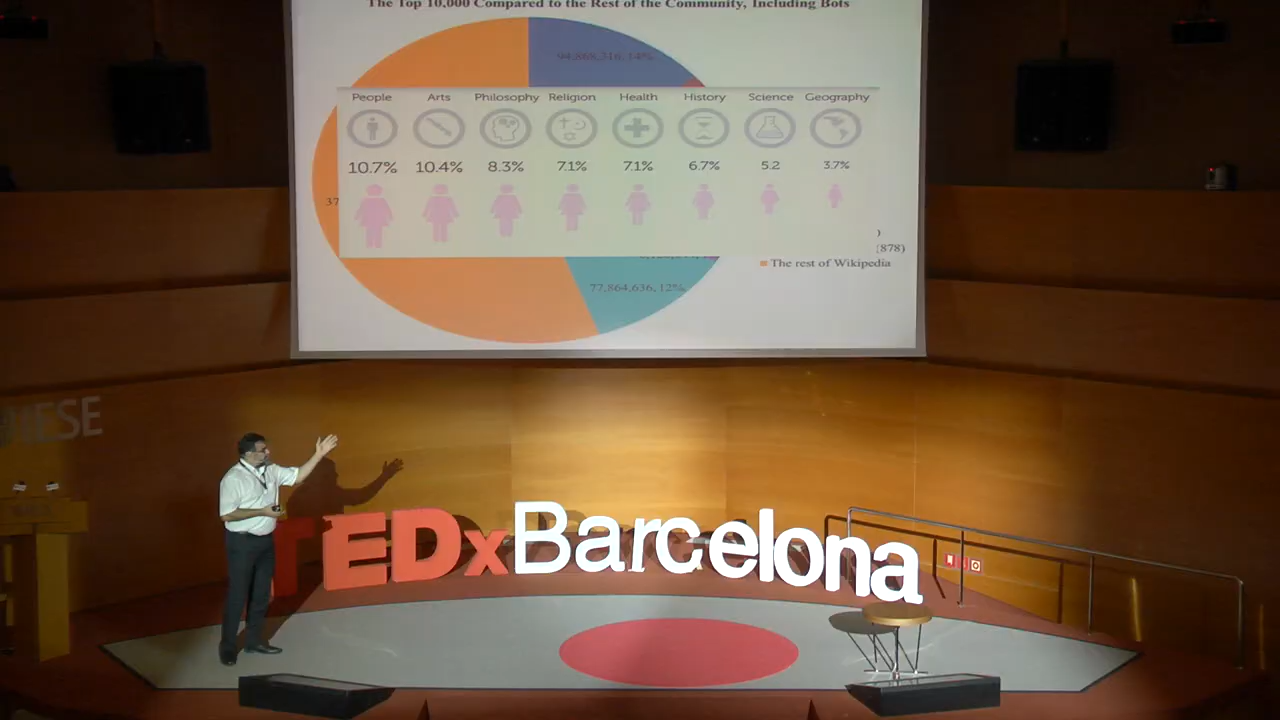 The Top 10,000 Compared to the Rest of the Community, Including Bots
94,868,316, 14%
People Arts Philosophy Religion Health History Science Geography
10.7% 10.4% 8.3% 7.1% 7.1% 6.7% 5.2 3.7%
37
)
(878)
The rest of Wikipedia
77,864,636, 12%
IESE
TEDxBarcelona